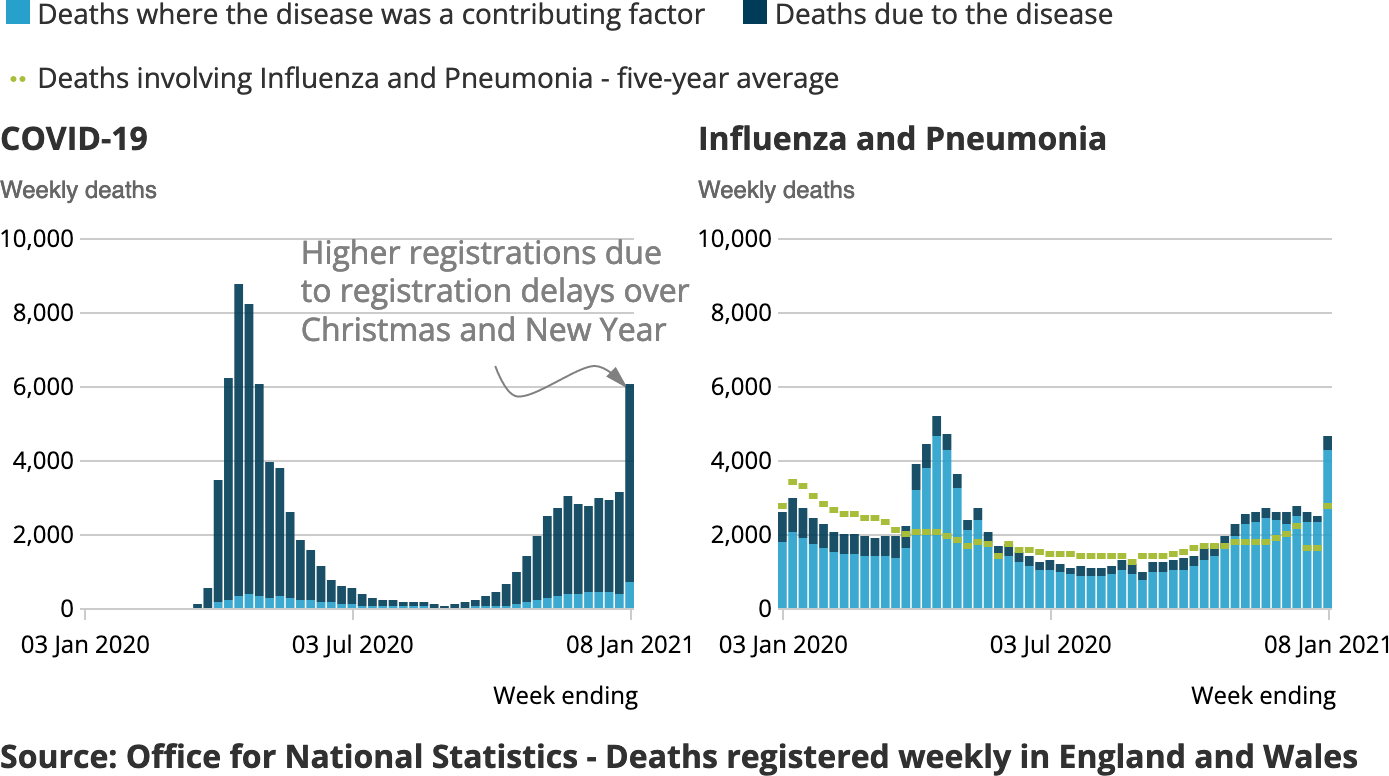 Deaths where the disease was a contributing factor
Deaths due to the disease
Deaths involving Influenza and Pneumonia - five-year average
COVID-19
Weekly deaths
10,000
8,000
6,000
4,000
2,000
0
Higher registrations due
to registration delays over
Christmas and New Year
03 Jan 2020
03 Jul 2020
08 Jan 2021
Week ending
Influenza and Pneumonia
Weekly deaths
10,000
8,000
6,000
4,000
2,000
0
03 Jan 2020
03 Jul 2020
08 Jan 2021
Week ending
Source: Office for National Statistics - Deaths registered weekly in England and Wales